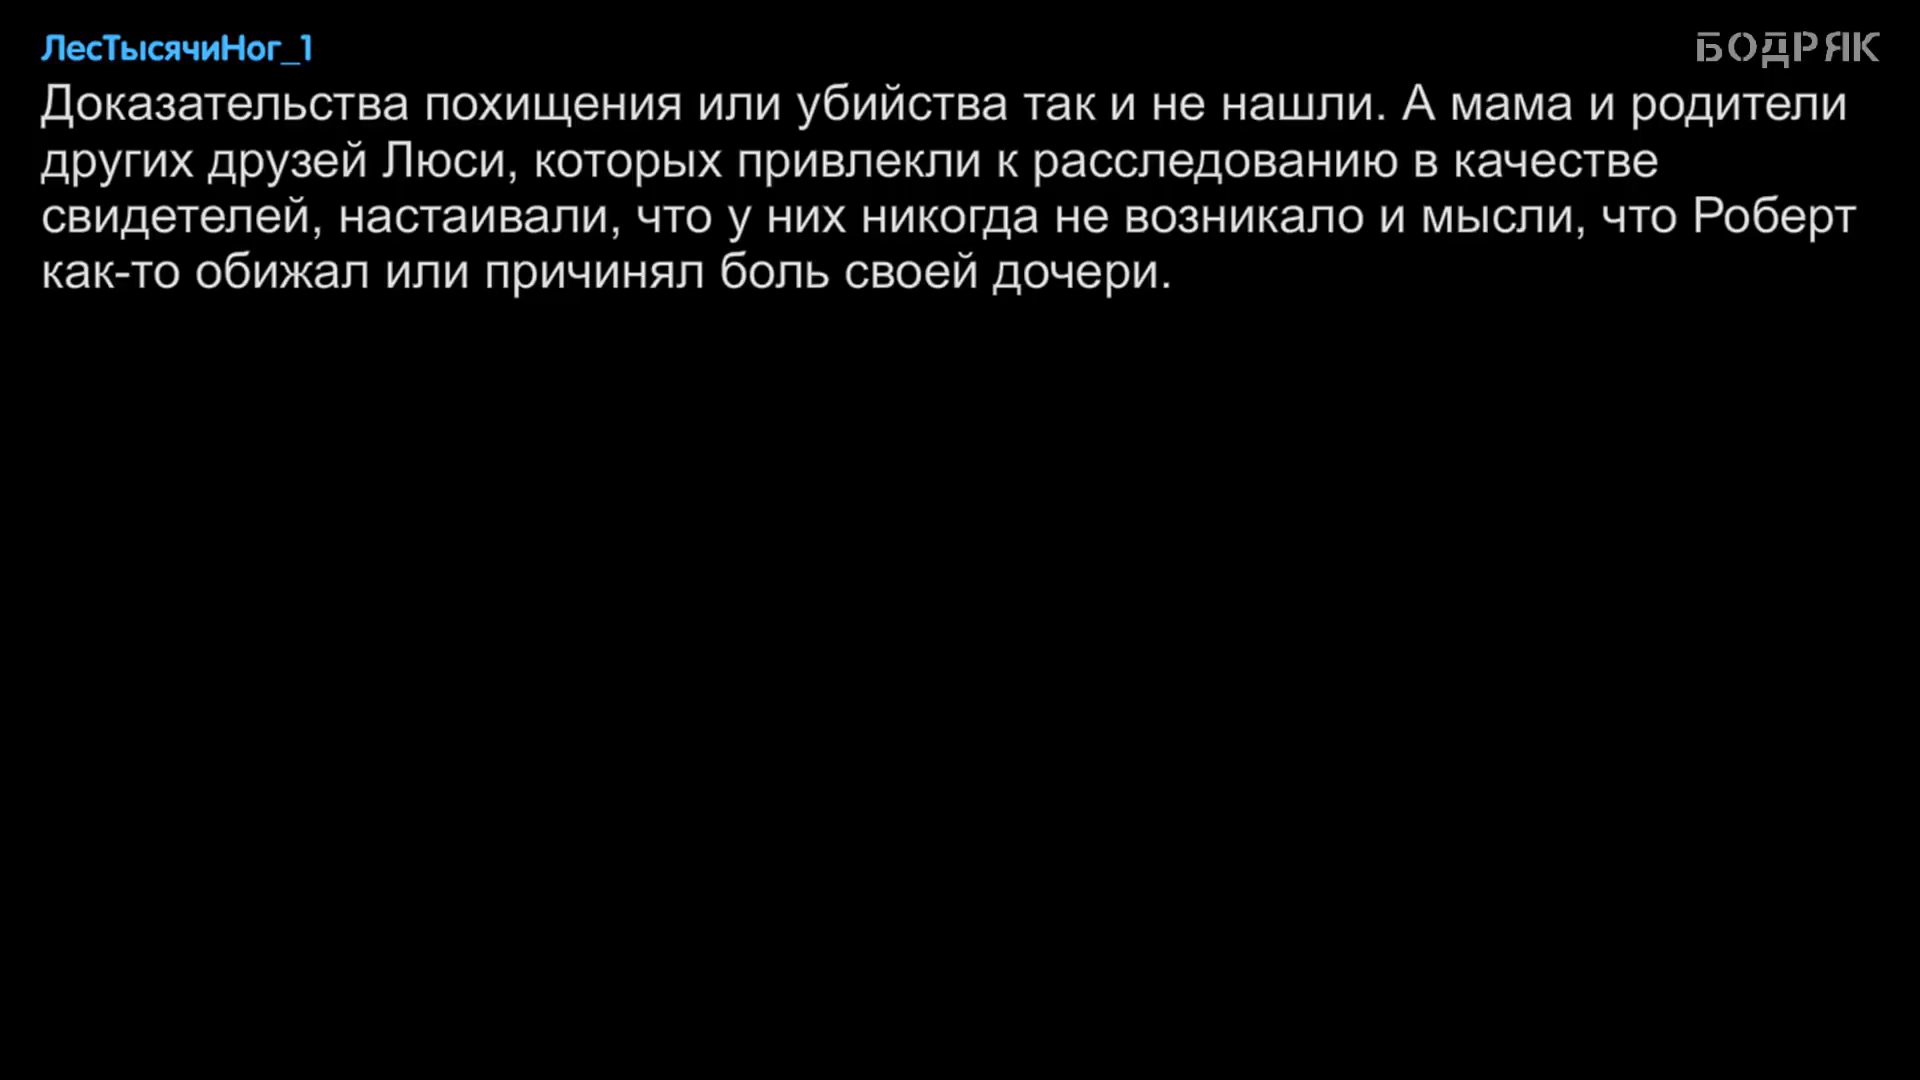 ЛесТысячиНог_1
БОДРЯК
Доказательства похищения или убийства так и не нашли. А мама и родители
других друзей Люси, которых привлекли к расследованию в качестве
свидетелей, настаивали, что у них никогда не возникало и мысли, что Роберт
как-то обижал или причинял боль своей дочери.